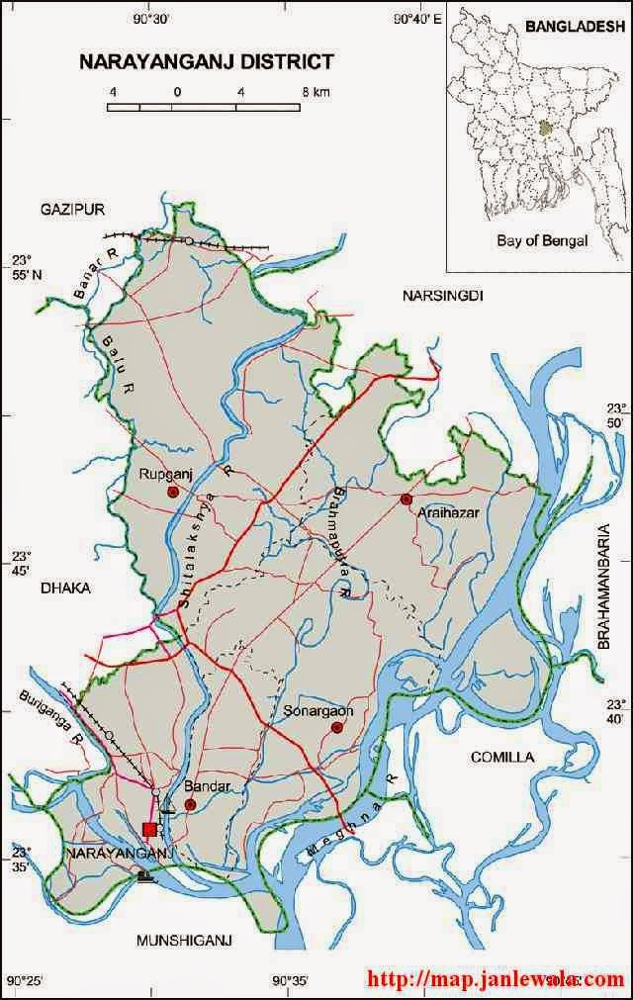 90°30'
90°40' E
BANGLADESH
NARAYANGANJ DISTRICT
4 0 4 8 km
GAZIPUR
Bay of Bengal
23°
55' N
Banar R
NARSINGDI
Balu R
23°
50'
Rupganj
Araihazar
Shitalakshya R
Brahmaputra R
23°
45'
DHAKA
BRAHAMANBARIA
Buriganga R
Sonargaon
23°
40'
COMILLA
Bandar
Meghna R
NARAYANGANJ
23°
35'
MUNSHIGANJ
90°25'
90°35'
90°45'
http://map.janlewala.com